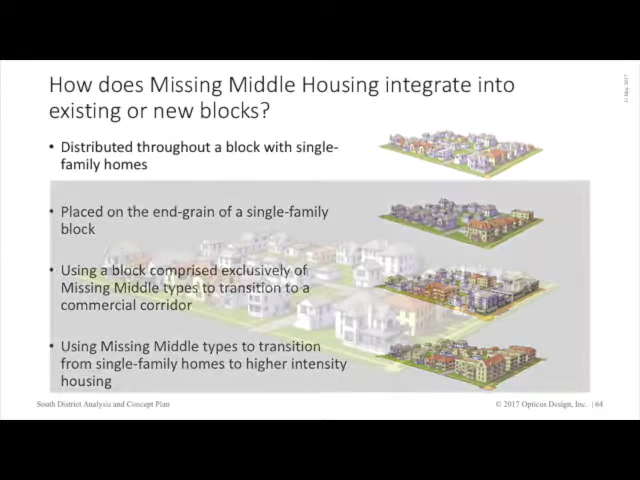 How does Missing Middle Housing integrate into
existing or new blocks?
• Distributed throughout a block with single-
family homes
• Placed on the end-grain of a single-family
block
• Using a block comprised exclusively of
Missing Middle types to transition to a
commercial corridor
• Using Missing Middle types to transition
from single-family homes to higher intensity
housing
South District Analysis and Concept Plan
© 2017 Opticos Design, Inc. | 64